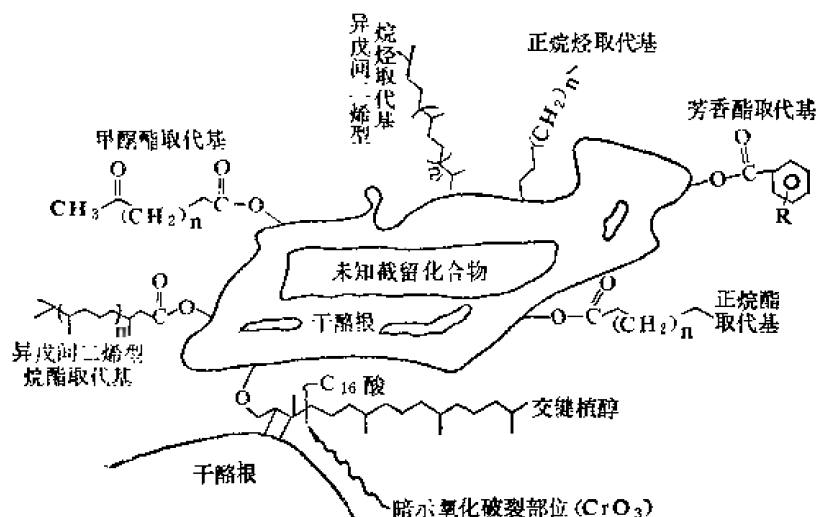 异戊间二烯型
烷烃取代基
正烷烃取代基
(CH₂)n
芳香酯取代基
甲酮酯取代基
O
O
O
CH₃
(CH₂)n
C
O
O
C
R
m
未知截留化合物
O
C
O
m
O
O
C
(CH₂)n
正烷酯
取代基
干酪根
异戊间二烯型
烷酯取代基
O
C₁₆酸
交键植醇
干酪根
暗示氧化破裂部位(CrO₃)